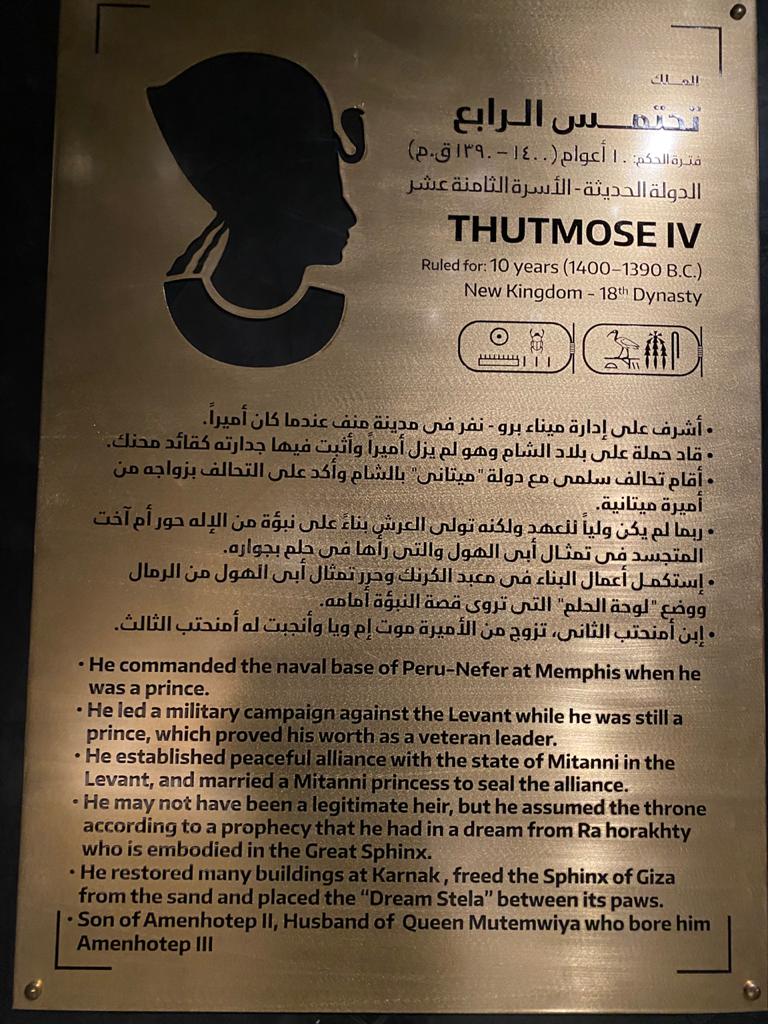 الملك
تحتمس الرابع
فترة الحكم: ١٠ أعوام (١٤٠٠ - ١٣٩٠ ق.م)
الدولة الحديثة - الأسرة الثامنة عشر
THUTMOSE IV
Ruled for: 10 years (1400–1390 B.C.)
New Kingdom - 18th Dynasty
• أشرف على إدارة ميناء برو - نفر فى مدينة منف عندما كان أميراً.
• قاد حملة على بلاد الشام وهو لم يزل أميراً وأثبت فيها جدارته كقائد محنك.
• أقام تحالف سلمى مع دولة "ميتانى" بالشام وأكد على التحالف بزواجه من
أميرة ميتانية.
• ربما لم يكن ولياً للعهد ولكنه تولى العرش بناءً على نبؤة من الإله حور أم آخت
المتجسد فى تمثال أبى الهول والتى رأها فى حلم بجواره.
• إستكمل أعمال البناء فى معبد الكرنك وحرر تمثال أبى الهول من الرمال
ووضع "لوحة الحلم" التى تروى قصة النبؤة أمامه.
• إبن أمنحتب الثانى، تزوج من الأميرة موت إم ويا وأنجبت له أمنحتب الثالث.
• He commanded the naval base of Peru-Nefer at Memphis when he
was a prince.
• He led a military campaign against the Levant while he was still a
prince, which proved his worth as a veteran leader.
• He established peaceful alliance with the state of Mitanni in the
Levant, and married a Mitanni princess to seal the alliance.
• He may not have been a legitimate heir, but he assumed the throne
according to a prophecy that he had in a dream from Ra horakhty
who is embodied in the Great Sphinx.
• He restored many buildings at Karnak , freed the Sphinx of Giza
from the sand and placed the "Dream Stela" between its paws.
• Son of Amenhotep II, Husband of Queen Mutemwiya who bore him
Amenhotep III